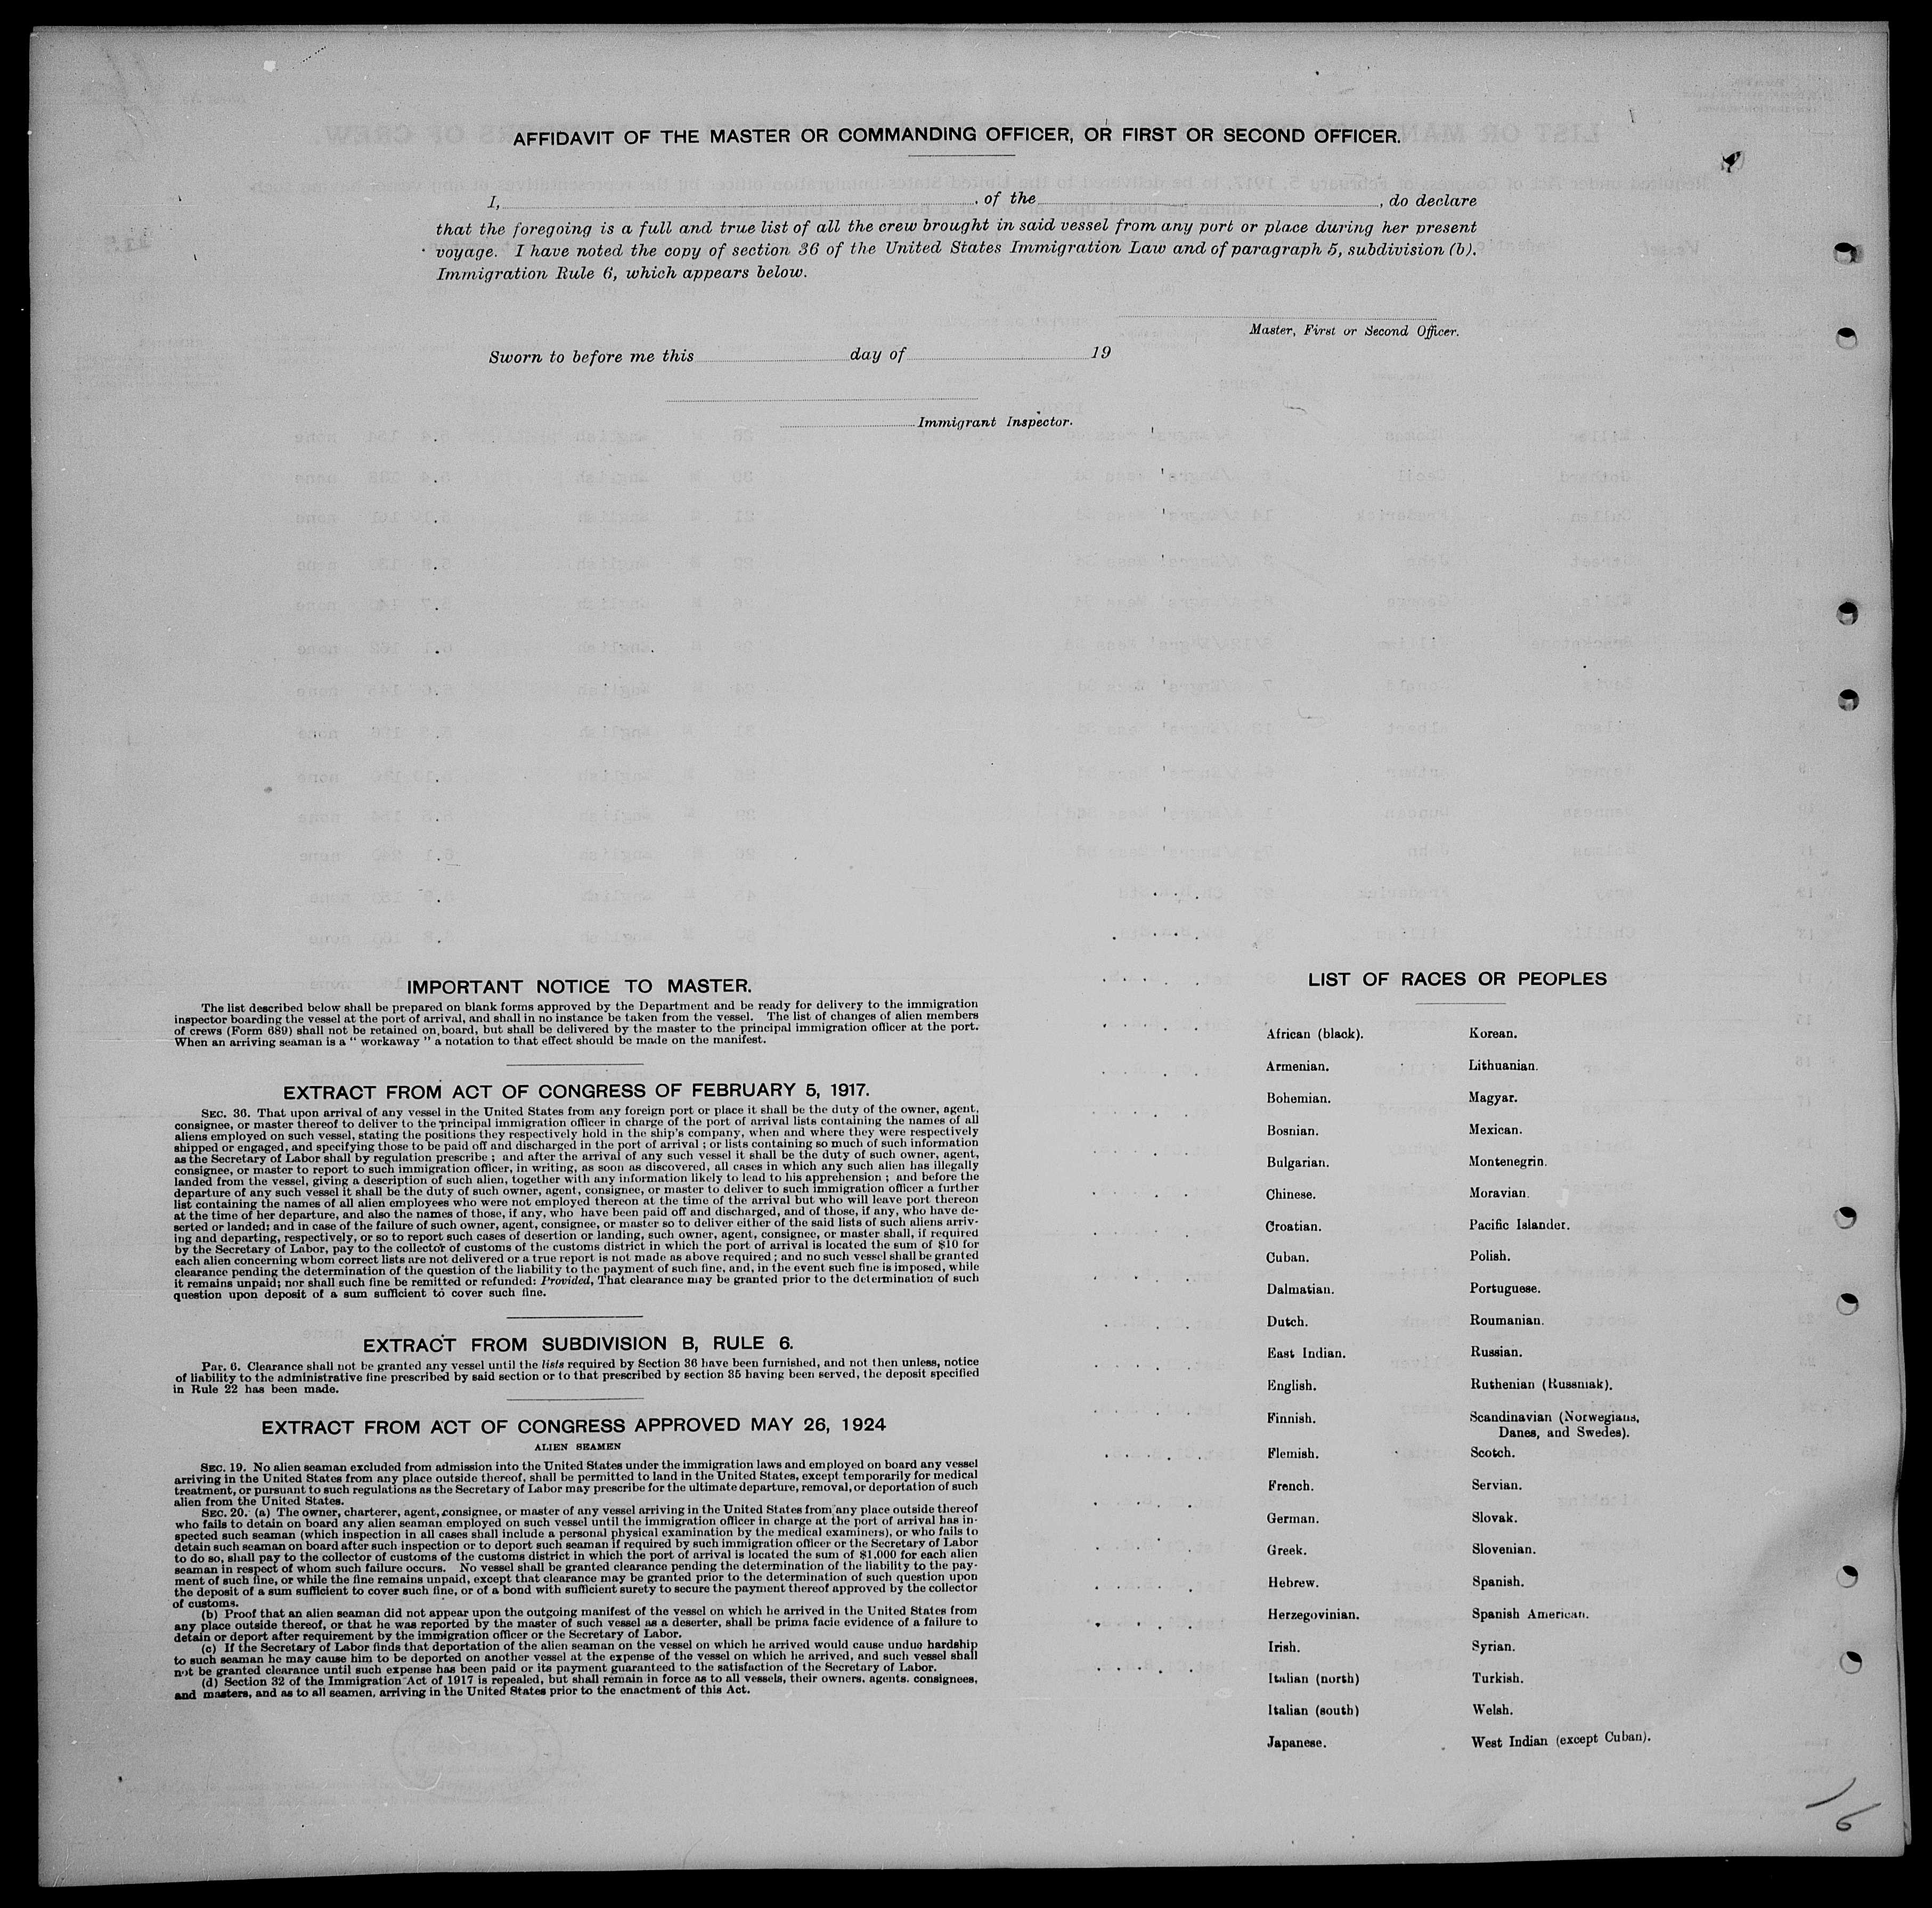 AFFIDAVIT OF THE MASTER OR COMMANDING OFFICER, OR FIRST OR SECOND OFFICER.
I, , of the , do declare
that the foregoing is a full and true list of all the crew brought in said vessel from any port or place during her present
voyage. I have noted the copy of section 36 of the United States Immigration Law and of paragraph 5, subdivision (b).
Immigration Rule 6, which appears below.
Master, First or Second Officer.
Sworn to before me this day of 19
Immigrant Inspector.
IMPORTANT NOTICE TO MASTER.
The list described below shall be prepared on blank forms approved by the Department and be ready for delivery to the immigration
inspector boarding the vessel at the port of arrival, and shall in no instance be taken from the vessel. The list of changes of alien members
of crews (Form 689) shall not be retained on board, but shall be delivered by the master to the principal immigration officer at the port.
When an arriving seaman is a " workaway " a notation to that effect should be made on the manifest.
EXTRACT FROM ACT OF CONGRESS OF FEBRUARY 5, 1917.
SEC. 36. That upon arrival of any vessel in the United States from any foreign port or place it shall be the duty of the owner, agent,
consignee, or master thereof to deliver to the principal immigration officer in charge of the port of arrival lists containing the names of all
aliens employed on such vessel, stating the positions they respectively hold in the ship's company, when and where they were respectively
shipped or engaged, and specifying those to be paid off and discharged in the port of arrival ; or lists containing so much of such information
as the Secretary of Labor shall by regulation prescribe ; and after the arrival of any such vessel it shall be the duty of such owner, agent,
consignee, or master to report to such immigration officer, in writing, as soon as discovered, all cases in which any such alien has illegally
landed from the vessel, giving a description of such alien, together with any information likely to lead to his apprehension ; and before the
departure of any such vessel it shall be the duty of such owner, agent, consignee, or master to deliver to such immigration officer a further
list containing the names of all alien employees who were not employed thereon at the time of the arrival but who will leave port thereon
at the time of her departure, and also the names of those, if any, who have been paid off and discharged, and of those, if any, who have de-
serted or landed; and in case of the failure of such owner, agent, consignee, or master so to deliver either of the said lists of such aliens arriv-
ing and departing, respectively, or so to report such cases of desertion or landing, such owner, agent, consignee, or master shall, if required
by the Secretary of Labor, pay to the collector of customs of the customs district in which the port of arrival is located the sum of $10 for
each alien concerning whom correct lists are not delivered or a true report is not made as above required ; and no such vessel shall be granted
clearance pending the determination of the question of the liability to the payment of such fine, and, in the event such fine is imposed, while
it remains unpaid; nor shall such fine be remitted or refunded: Provided, That clearance may be granted prior to the determination of such
question upon deposit of a sum sufficient to cover such fine.
EXTRACT FROM SUBDIVISION B, RULE 6.
Par. 6. Clearance shall not be granted any vessel until the lists required by Section 36 have been furnished, and not then unless, notice
of liability to the administrative fine prescribed by said section or to that prescribed by section 35 having been served, the deposit specified
in Rule 22 has been made.
EXTRACT FROM ACT OF CONGRESS APPROVED MAY 26, 1924
ALIEN SEAMEN
SEC. 19. No alien seaman excluded from admission into the United States under the immigration laws and employed on board any vessel
arriving in the United States from any place outside thereof, shall be permitted to land in the United States, except temporarily for medical
treatment, or pursuant to such regulations as the Secretary of Labor may prescribe for the ultimate departure, removal, or deportation of such
alien from the United States.
SEC. 20. (a) The owner, charterer, agent, consignee, or master of any vessel arriving in the United States from any place outside thereof
who fails to detain on board any alien seaman employed on such vessel until the immigration officer in charge at the port of arrival has in-
spected such seaman (which inspection in all cases shall include a personal physical examination by the medical examiners), or who fails to
detain such seaman on board after such inspection or to deport such seaman if required by such immigration officer or the Secretary of Labor
to do so, shall pay to the collector of customs of the customs district in which the port of arrival is located the sum of $1,000 for each alien
seaman in respect of whom such failure occurs. No vessel shall be granted clearance pending the determination of the liability to the pay-
ment of such fine, or while the fine remains unpaid, except that clearance may be granted prior to the determination of such question upon
the deposit of a sum sufficient to cover such fine, or of a bond with sufficient surety to secure the payment thereof approved by the collector
of customs.
(b) Proof that an alien seaman did not appear upon the outgoing manifest of the vessel on which he arrived in the United States from
any place outside thereof, or that he was reported by the master of such vessel as a deserter, shall be prima facie evidence of a failure to
detain or deport after requirement by the immigration officer or the Secretary of Labor.
(c) If the Secretary of Labor finds that deportation of the alien seaman on the vessel on which he arrived would cause undue hardship
to such seaman he may cause him to be deported on another vessel at the expense of the vessel on which he arrived, and such vessel shall
not be granted clearance until such expense has been paid or its payment guaranteed to the satisfaction of the Secretary of Labor.
(d) Section 32 of the Immigration Act of 1917 is repealed, but shall remain in force as to all vessels, their owners, agents, consignees,
and masters, and as to all seamen, arriving in the United States prior to the enactment of this Act.
LIST OF RACES OR PEOPLES
African (black). Korean.
Armenian. Lithuanian.
Bohemian. Magyar.
Bosnian. Mexican.
Bulgarian. Montenegrin.
Chinese. Moravian.
Croatian. Pacific Islander.
Cuban. Polish.
Dalmatian. Portuguese.
Dutch. Roumanian.
East Indian. Russian.
English. Ruthenian (Russniak).
Finnish. Scandinavian (Norwegians,
Danes, and Swedes).
Flemish. Scotch.
French. Servian.
German. Slovak.
Greek. Slovenian.
Hebrew. Spanish.
Herzegovinian. Spanish American.
Irish. Syrian.
Italian (north) Turkish.
Italian (south) Welsh.
Japanese. West Indian (except Cuban).